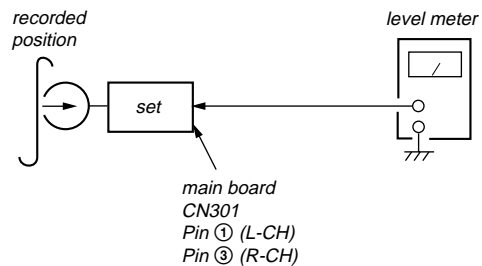 recorded
position
level meter
set
main board
CN301
Pin ① (L-CH)
Pin ③ (R-CH)